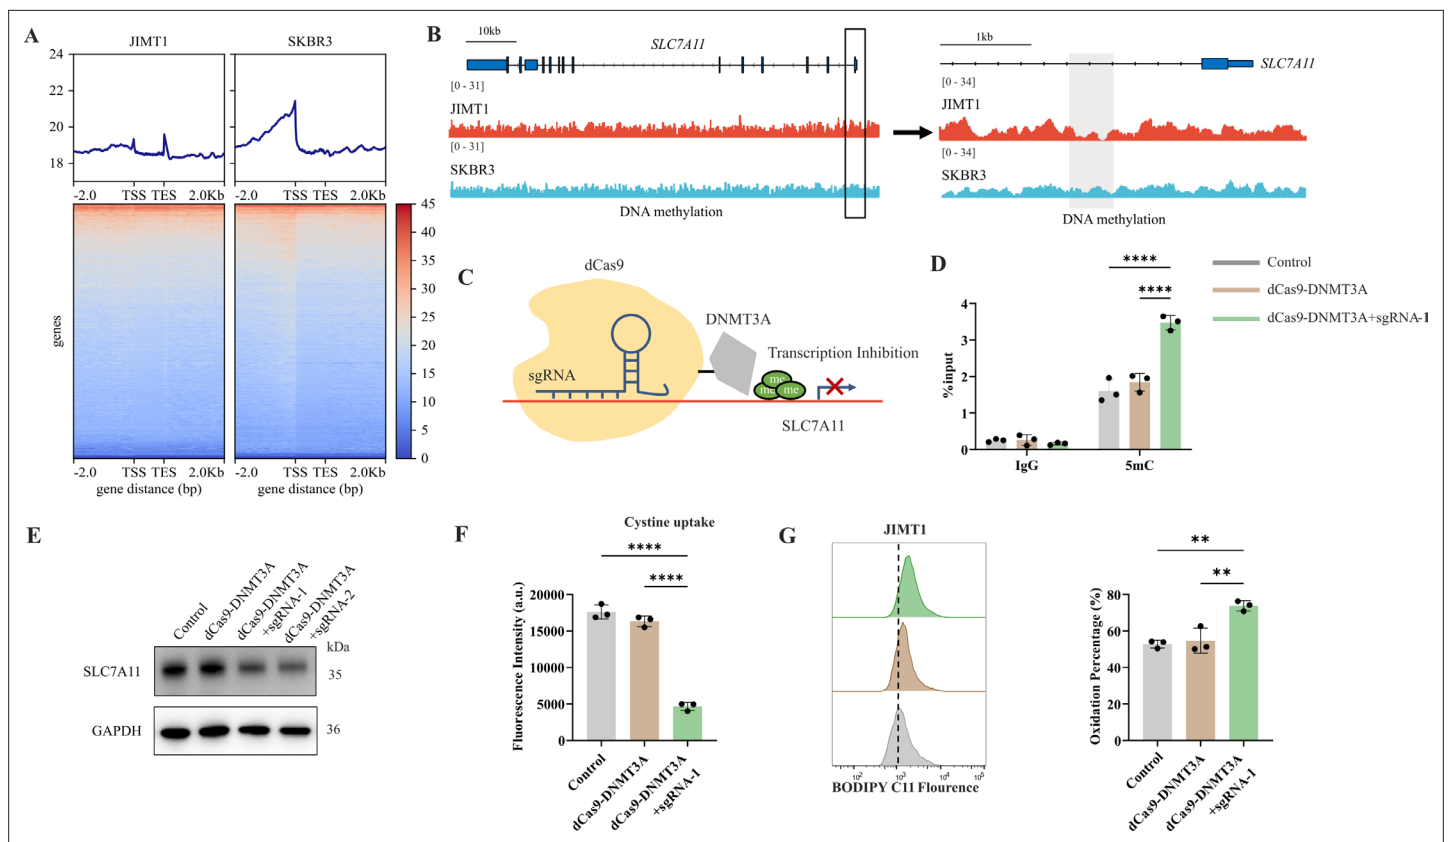 A
JIMT1
SKBR3
24
22
20
18
-2.0 TSS TES 2.0Kb
-2.0 TSS TES 2.0Kb
genes
45
40
35
30
25
20
15
10
5
0
-2.0 TSS TES 2.0Kb
-2.0 TSS TES 2.0Kb
gene distance (bp)
gene distance (bp)
B
10kb
SLC7A11
[0 - 31]
JIMT1
[0 - 31]
SKBR3
DNA methylation
1kb
SLC7A11
[0 - 34]
JIMT1
[0 - 34]
SKBR3
DNA methylation
C
dCas9
DNMT3A
sgRNA
Transcription Inhibition
me
me
me
SLC7A11
D
Control
dCas9-DNMT3A
dCas9-DNMT3A+sgRNA-1
****
****
%input
4
3
2
1
0
IgG
5mC
E
Control
dCas9-DNMT3A
dCas9-DNMT3A
+sgRNA-1
dCas9-DNMT3A
+sgRNA-2
kDa
SLC7A11
35
GAPDH
36
F
Cystine uptake
****
****
Fluorescence Intensity (a.u.)
20000
15000
10000
5000
0
Control
dCas9-DNMT3A
dCas9-DNMT3A
+sgRNA-1
G
JIMT1
10² 10³ 10⁴ 10⁵
BODIPY C11 Flourence
**
**
Oxidation Percentage (%)
80
60
40
20
0
Control
dCas9-DNMT3A
dCas9-DNMT3A
+sgRNA-1